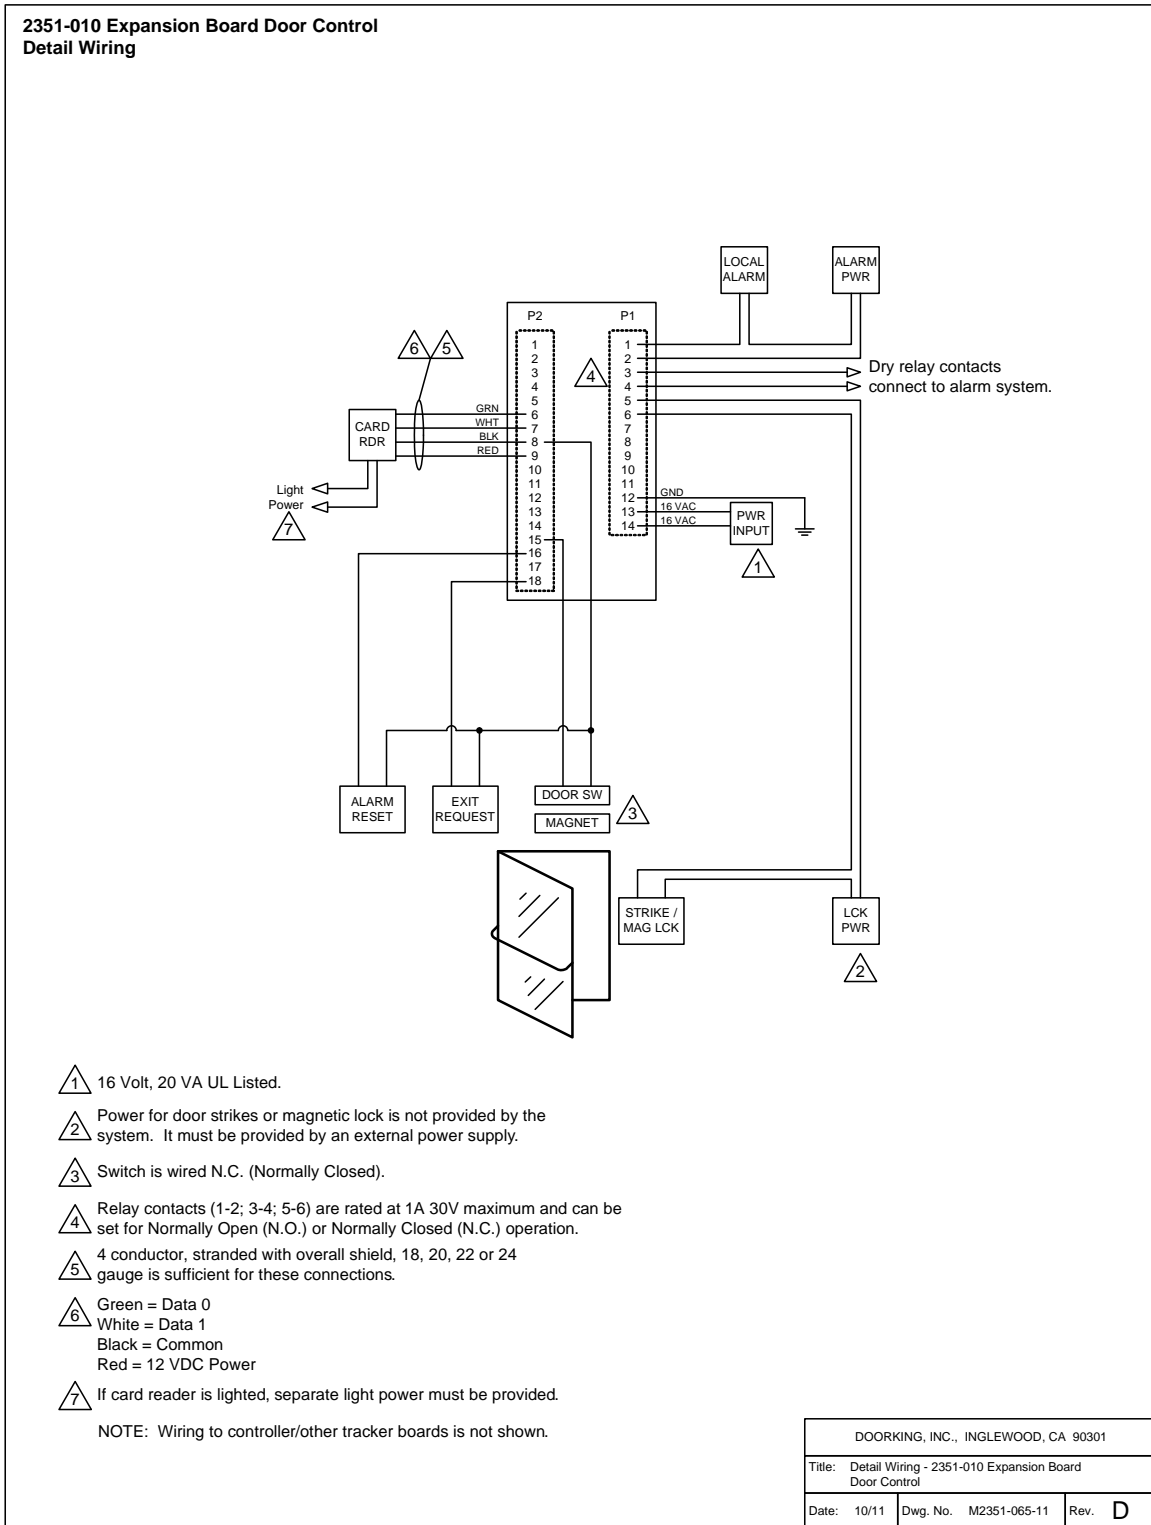 2351-010 Expansion Board Door Control
Detail Wiring
LOCAL
ALARM
ALARM
PWR
P2
P1
1
2
3
4
5
6
7
8
9
10
11
12
13
14
15
16
17
18
1
2
3
4
5
6
7
8
9
10
11
12
13
14
6
5
4
Dry relay contacts
connect to alarm system.
CARD
RDR
GRN
WHT
BLK
RED
Light
Power
7
GND
16 VAC
16 VAC
PWR
INPUT
1
ALARM
RESET
EXIT
REQUEST
DOOR SW
MAGNET
3
STRIKE /
MAG LCK
LCK
PWR
2
1 16 Volt, 20 VA UL Listed.
2 Power for door strikes or magnetic lock is not provided by the
system. It must be provided by an external power supply.
3 Switch is wired N.C. (Normally Closed).
4 Relay contacts (1-2; 3-4; 5-6) are rated at 1A 30V maximum and can be
set for Normally Open (N.O.) or Normally Closed (N.C.) operation.
5 4 conductor, stranded with overall shield, 18, 20, 22 or 24
gauge is sufficient for these connections.
6 Green = Data 0
White = Data 1
Black = Common
Red = 12 VDC Power
7 If card reader is lighted, separate light power must be provided.
NOTE: Wiring to controller/other tracker boards is not shown.
DOORKING, INC., INGLEWOOD, CA 90301
Title: Detail Wiring - 2351-010 Expansion Board
Door Control
Date: 10/11 Dwg. No. M2351-065-11 Rev. D